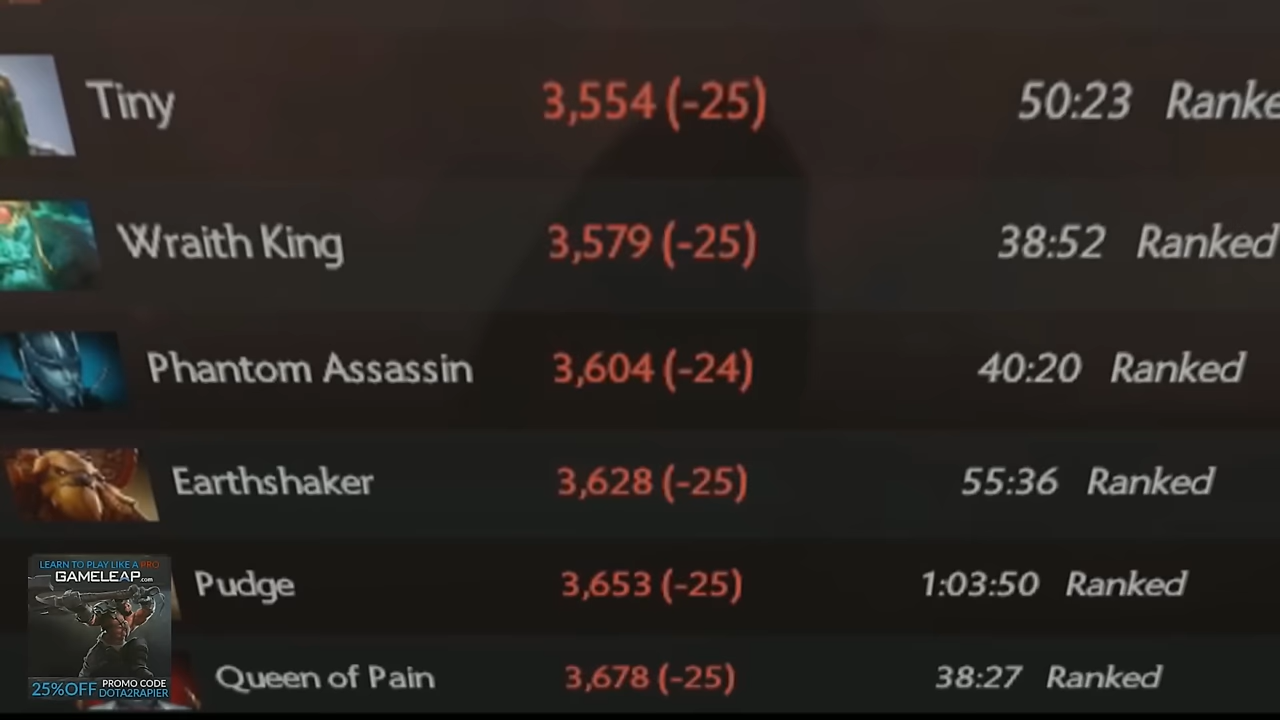 Tiny 3,554 (-25) 50:23 Ranke
Wraith King 3,579 (-25) 38:52 Ranked
Phantom Assassin 3,604 (-24) 40:20 Ranked
Earthshaker 3,628 (-25) 55:36 Ranked
Pudge 3,653 (-25) 1:03:50 Ranked
Queen of Pain 3,678 (-25) 38:27 Ranked
LEARN TO PLAY LIKE A PRO
GAMELEAP.com
25%OFF PROMO CODE DOTA2RAPIER